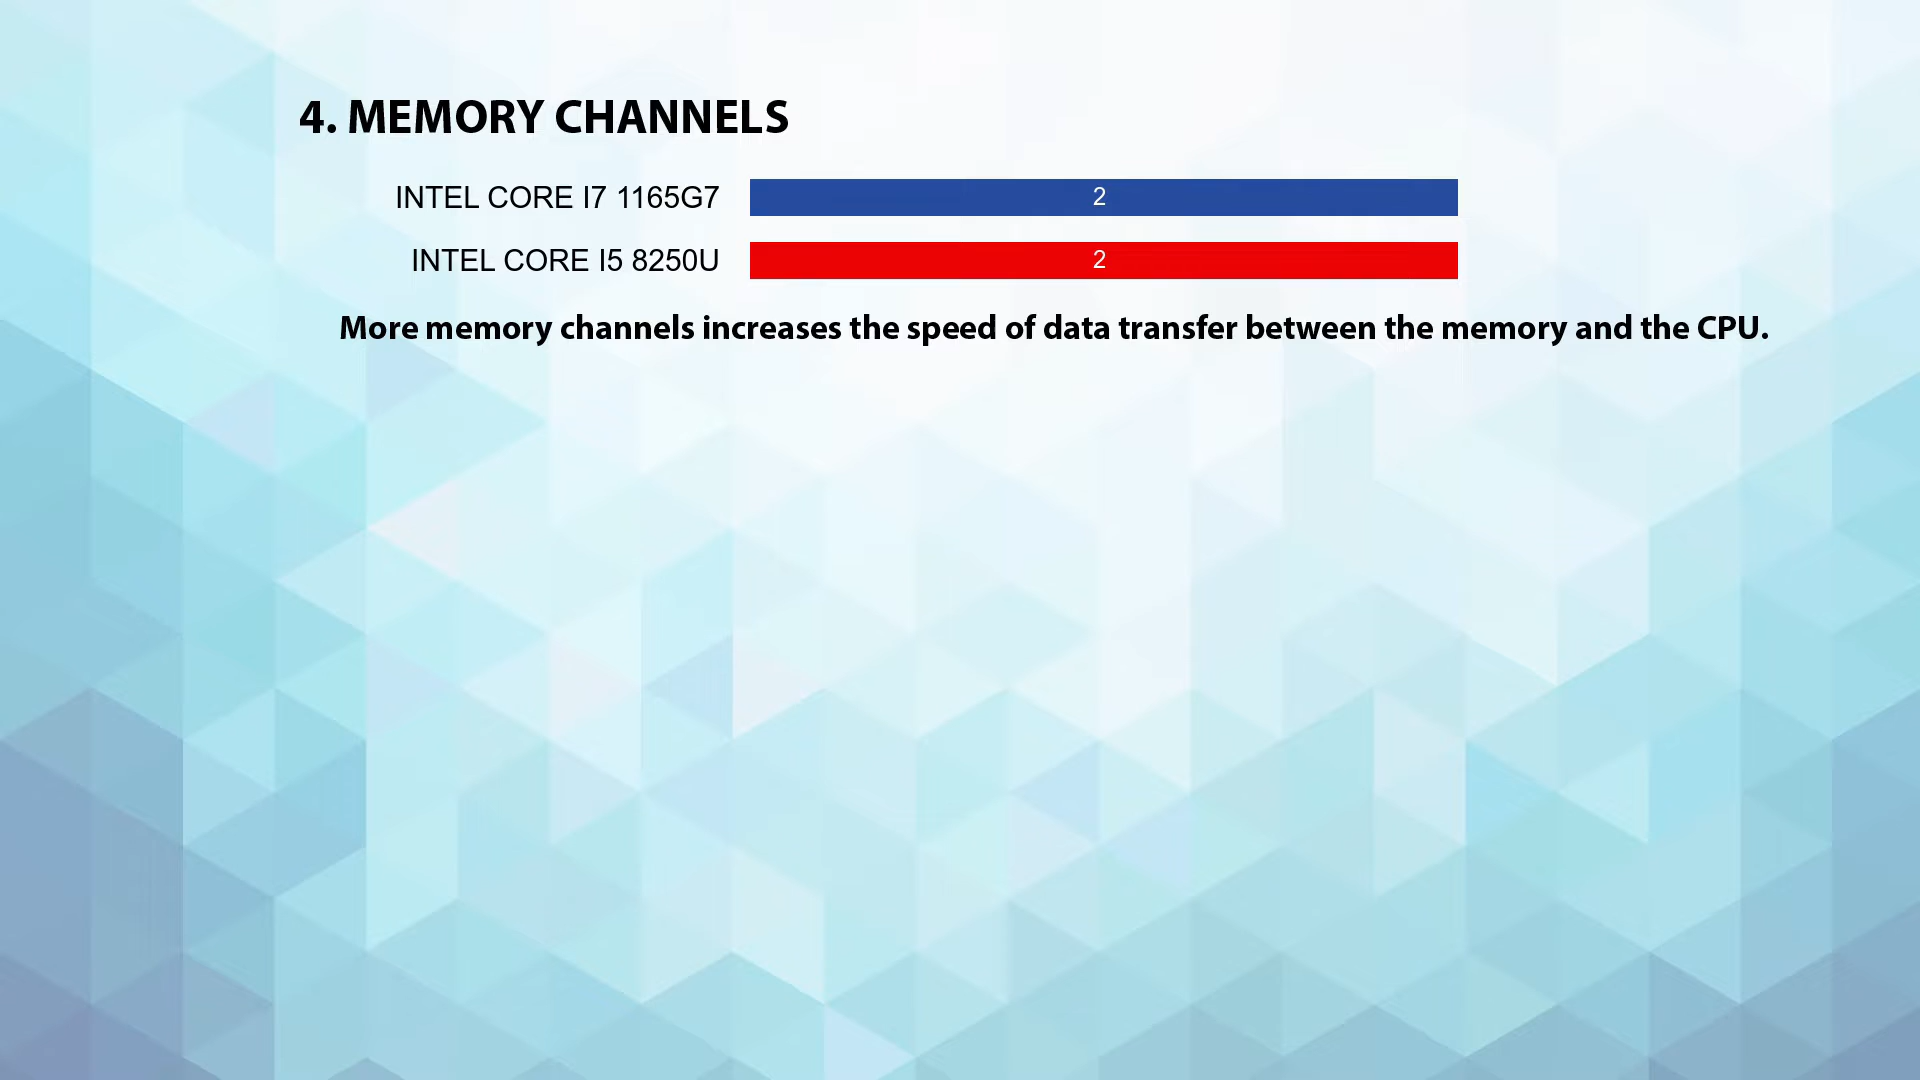 4. MEMORY CHANNELS
INTEL CORE I7 1165G7 2
INTEL CORE I5 8250U 2
More memory channels increases the speed of data transfer between the memory and the CPU.